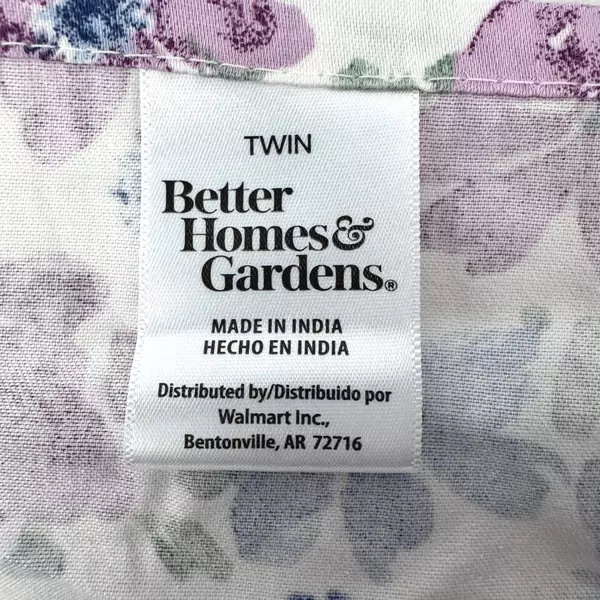 TWIN
Better
Homes&
Gardens®
MADE IN INDIA
HECHO EN INDIA
Distributed by/Distribuido por
Walmart Inc.,
Bentonville, AR 72716